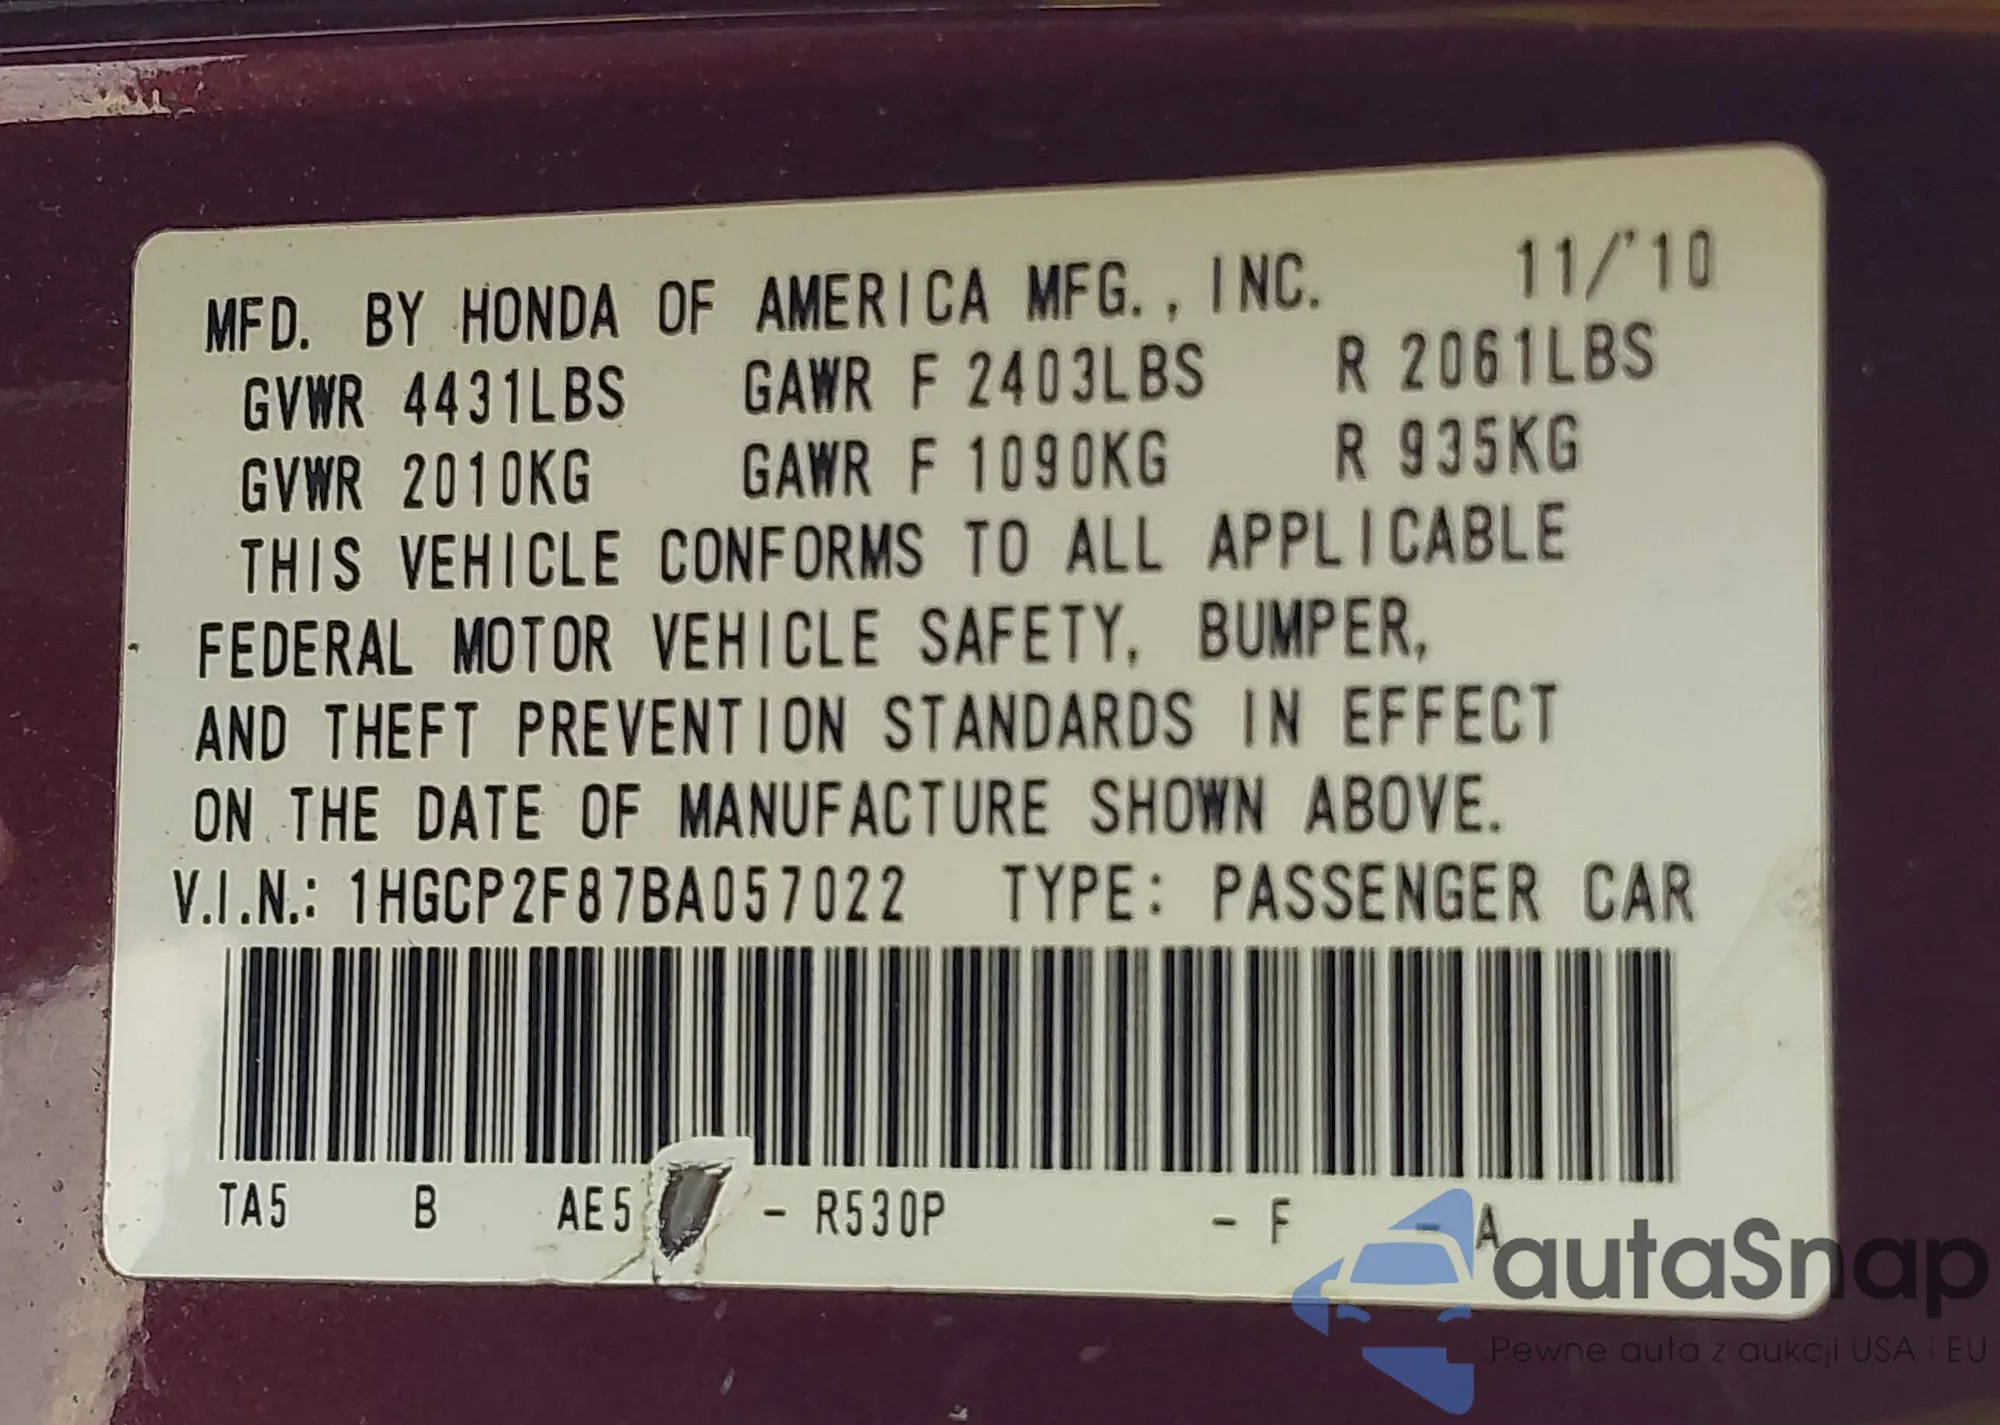 MFD. BY HONDA OF AMERICA MFG., INC. 11/'10
GVWR 4431LBS GAWR F 2403LBS R 2061LBS
GVWR 2010KG GAWR F 1090KG R 935KG
THIS VEHICLE CONFORMS TO ALL APPLICABLE
FEDERAL MOTOR VEHICLE SAFETY, BUMPER,
AND THEFT PREVENTION STANDARDS IN EFFECT
ON THE DATE OF MANUFACTURE SHOWN ABOVE.
V.I.N.: 1HGCP2F87BA057022 TYPE: PASSENGER CAR
TA5 B AE5 - R530P - F - A
autaSnap
Pewne auta z aukcji USA i EU